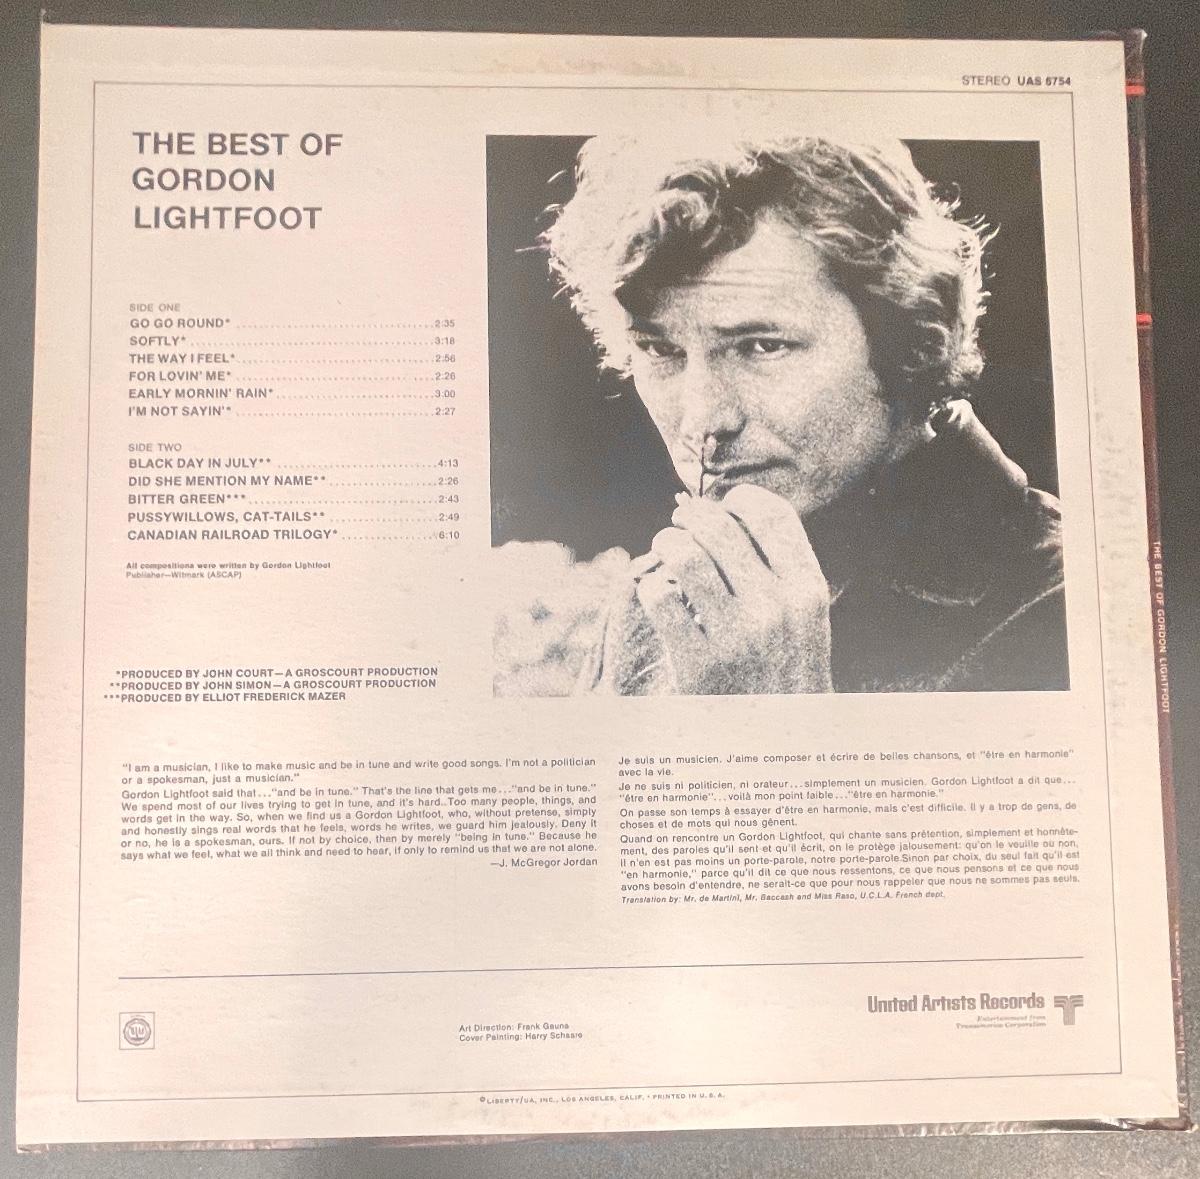 STEREO UAS 6754
THE BEST OF
GORDON
LIGHTFOOT
SIDE ONE
GO GO ROUND* 2:35
SOFTLY* 3:18
THE WAY I FEEL* 2:56
FOR LOVIN' ME* 2:26
EARLY MORNIN' RAIN* 3:00
I'M NOT SAYIN'* 2:27
SIDE TWO
BLACK DAY IN JULY** 4:13
DID SHE MENTION MY NAME** 2:26
BITTER GREEN*** 2:43
PUSSYWILLOWS, CAT-TAILS** 2:49
CANADIAN RAILROAD TRILOGY* 6:10
All compositions were written by Gordon Lightfoot
Publisher—Witmark (ASCAP)
*PRODUCED BY JOHN COURT—A GROSCOURT PRODUCTION
**PRODUCED BY JOHN SIMON—A GROSCOURT PRODUCTION
***PRODUCED BY ELLIOT FREDERICK MAZER
"I am a musician, I like to make music and be in tune and write good songs. I'm not a politician
or a spokesman, just a musician."
Gordon Lightfoot said that..."and be in tune." That's the line that gets me..."and be in tune."
We spend most of our lives trying to get in tune, and it's hard..Too many people, things, and
words get in the way. So, when we find us a Gordon Lightfoot, who, without pretense, simply
and honestly sings real words that he feels, words he writes, we guard him jealously. Deny it
or no, he is a spokesman, ours. If not by choice, then by merely "being in tune." Because he
says what we feel, what we all think and need to hear, if only to remind us that we are not alone.
—J. McGregor Jordan
Je suis un musicien. J'aime composer et écrire de belles chansons, et "être en harmonie"
avec la vie.
Je ne suis ni politicien, ni orateur...simplement un musicien. Gordon Lightfoot a dit que...
"être en harmonie"...voilà mon point faible..."être en harmonie."
On passe son temps à essayer d'être en harmonie, mais c'est difficile. Il y a trop de gens, de
choses et de mots qui nous gênent.
Quand on rencontre un Gordon Lightfoot, qui chante sans prétention, simplement et honnête-
ment, des paroles qu'il sent et qu'il écrit, on le protège jalousement: qu'on le veuille ou non,
il n'en est pas moins un porte-parole, notre porte-parole.Sinon par choix, du seul fait qu'il est
"en harmonie," parce qu'il dit ce que nous ressentons, ce que nous pensons et ce que nous
avons besoin d'entendre, ne serait-ce que pour nous rappeler que nous ne sommes pas seuls.
Translation by: Mr. de Martini, Mr. Baccash and Miss Raso, U.C.L.A. French dept.
Art Direction: Frank Gauna
Cover Painting: Harry Schaare
United Artists Records
Entertainment from
Transamerica Corporation
© LIBERTY/UA, INC., LOS ANGELES, CALIF. • PRINTED IN U.S.A.
THE BEST OF GORDON LIGHTFOOT